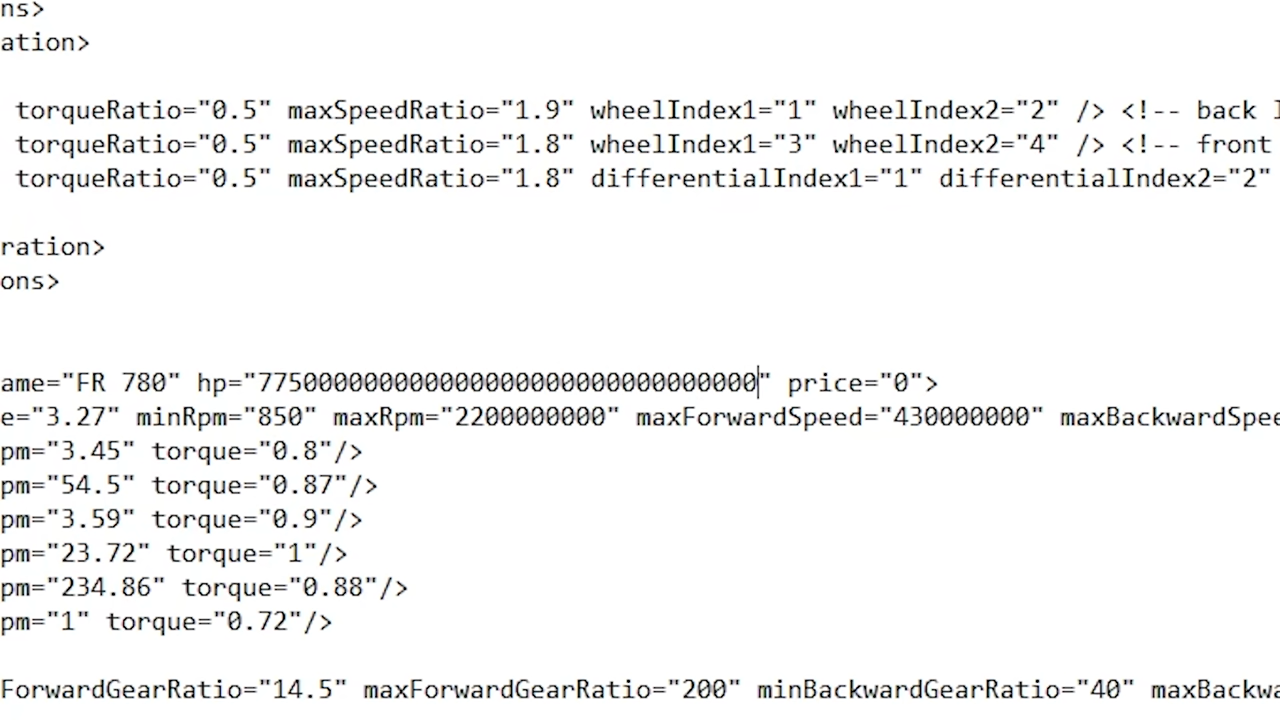 ns>
ation>
torqueRatio="0.5" maxSpeedRatio="1.9" wheelIndex1="1" wheelIndex2="2" /> <!-- back l
torqueRatio="0.5" maxSpeedRatio="1.8" wheelIndex1="3" wheelIndex2="4" /> <!-- front
torqueRatio="0.5" maxSpeedRatio="1.8" differentialIndex1="1" differentialIndex2="2"
ration>
ons>
ame="FR 780" hp="775000000000000000000000000000000" price="0">
e="3.27" minRpm="850" maxRpm="2200000000" maxForwardSpeed="430000000" maxBackwardSpee
pm="3.45" torque="0.8"/>
pm="54.5" torque="0.87"/>
pm="3.59" torque="0.9"/>
pm="23.72" torque="1"/>
pm="234.86" torque="0.88"/>
pm="1" torque="0.72"/>
ForwardGearRatio="14.5" maxForwardGearRatio="200" minBackwardGearRatio="40" maxBackwa